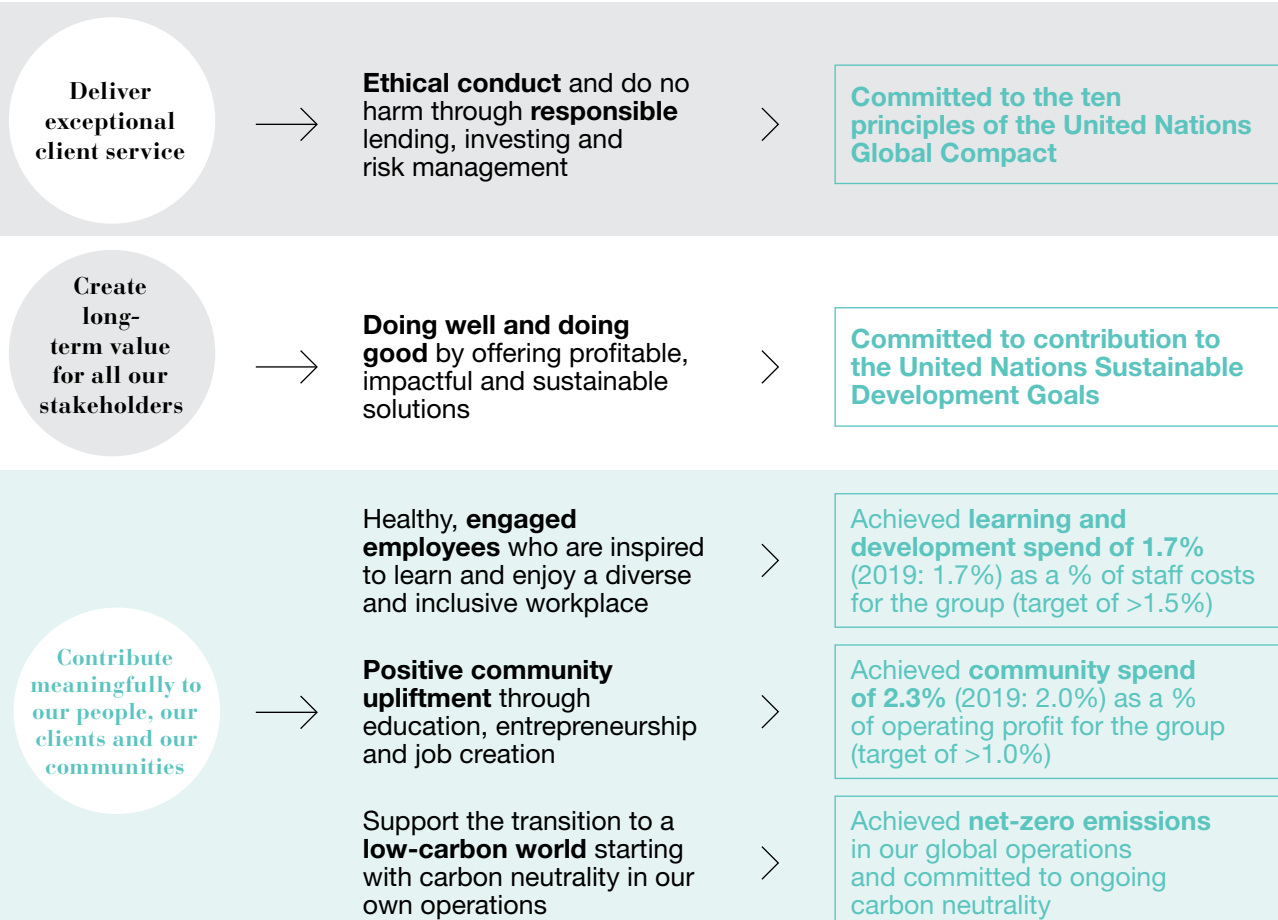 Deliver
exceptional
client service
Ethical conduct and do no
harm through responsible
lending, investing and
risk management
Committed to the ten
principles of the United Nations
Global Compact
Create
long-
term value
for all our
stakeholders
Doing well and doing
good by offering profitable,
impactful and sustainable
solutions
Committed to contribution to
the United Nations Sustainable
Development Goals
Contribute
meaningfully to
our people, our
clients and our
communities
Healthy, engaged
employees who are inspired
to learn and enjoy a diverse
and inclusive workplace
Achieved learning and
development spend of 1.7%
(2019: 1.7%) as a % of staff costs
for the group (target of >1.5%)
Positive community
upliftment through
education, entrepreneurship
and job creation
Achieved community spend
of 2.3% (2019: 2.0%) as a %
of operating profit for the group
(target of >1.0%)
Support the transition to a
low-carbon world starting
with carbon neutrality in our
own operations
Achieved net-zero emissions
in our global operations
and committed to ongoing
carbon neutrality